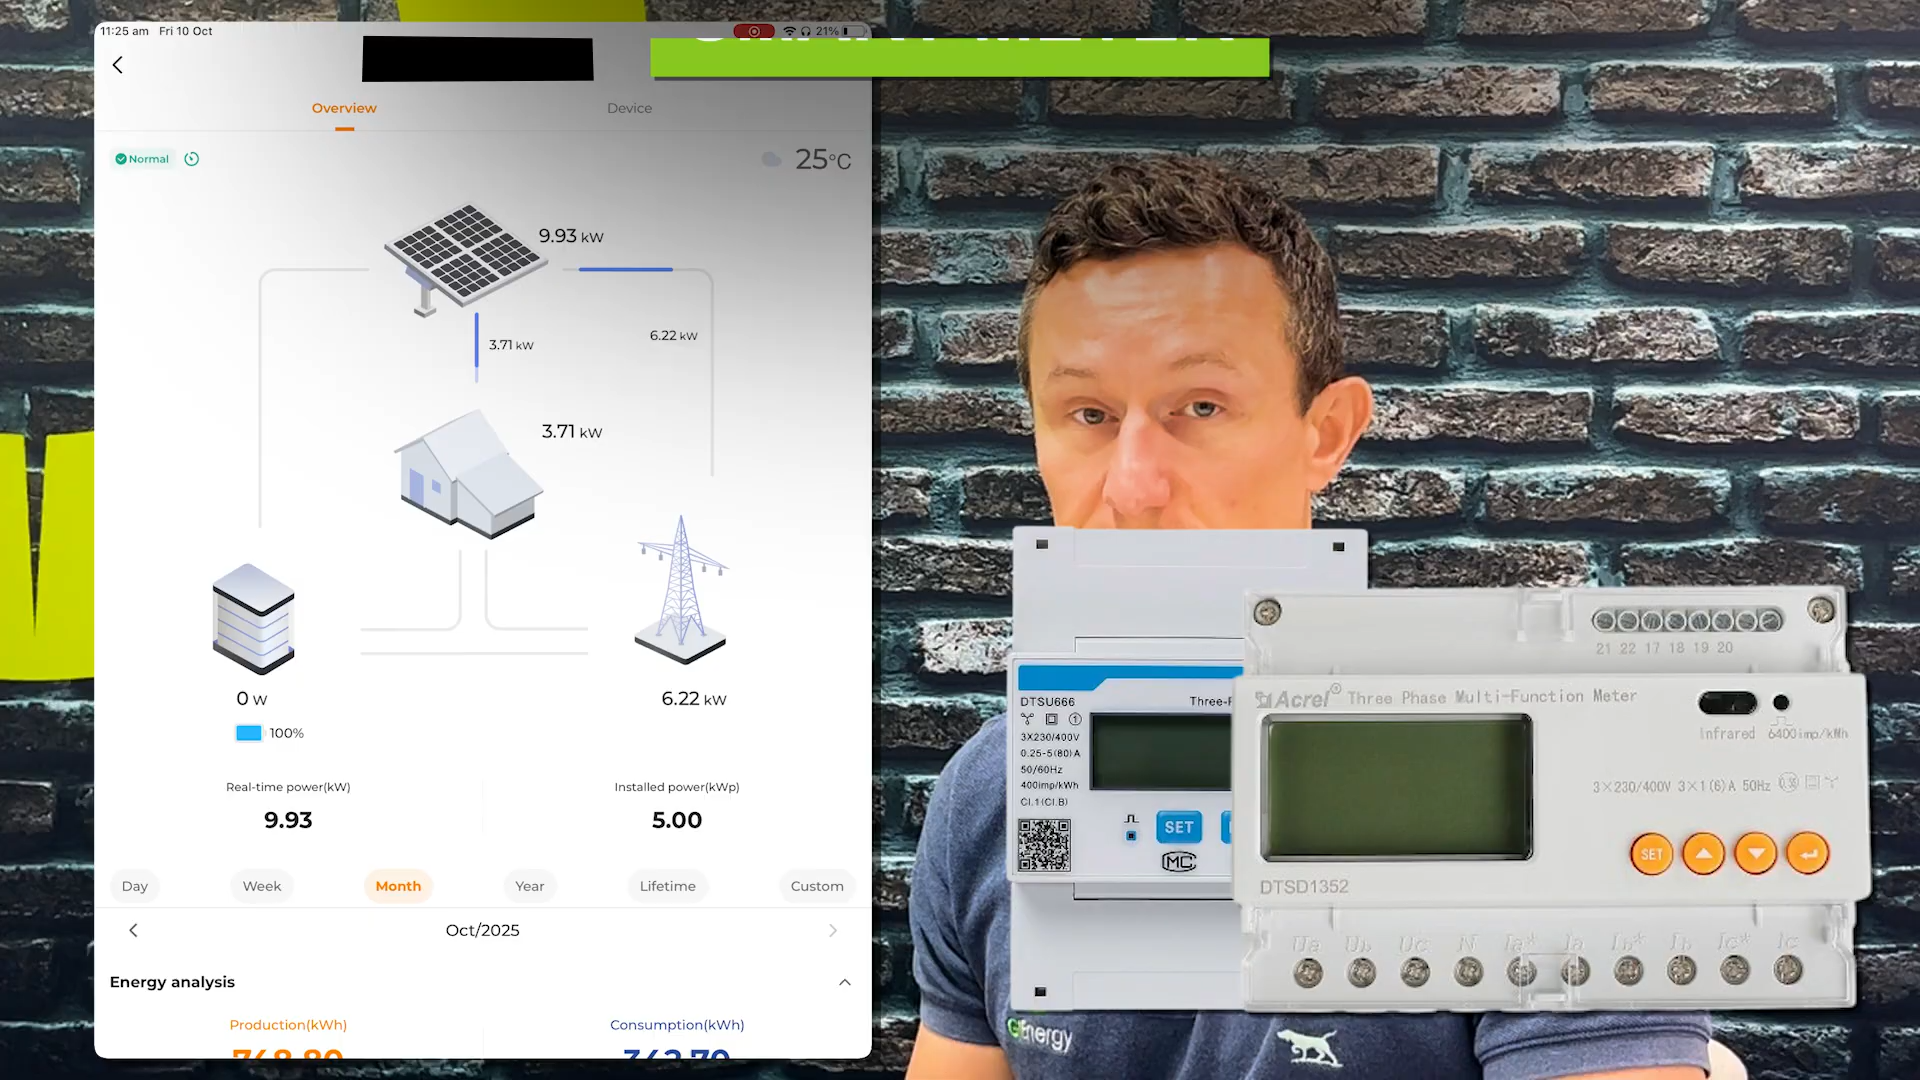 11:25 am Fri 10 Oct
21%
Overview
Device
Normal
25°C
9.93 kW
3.71 kW
6.22 kW
3.71 kW
0 W
100%
6.22 kW
Real-time power(kW)
9.93
Installed power(kWp)
5.00
Day
Week
Month
Year
Lifetime
Custom
Oct/2025
Energy analysis
Production(kWh)
748.80
Consumption(kWh)
342.70
DTSU666
Three-P
3X230/400V
0.25-5(80)A
50/60Hz
400imp/kWh
Cl.1(Cl.B)
SET
MC
21 22 17 18 19 20
Acrel® Three Phase Multi-Function Meter
Infrared 6400imp/kWh
3×230/400V 3×1(6)A 50Hz
SET
DTSD1352
Ua Ub Uc N Ia* Ia Ib* Ib Ic* Ic
Energy